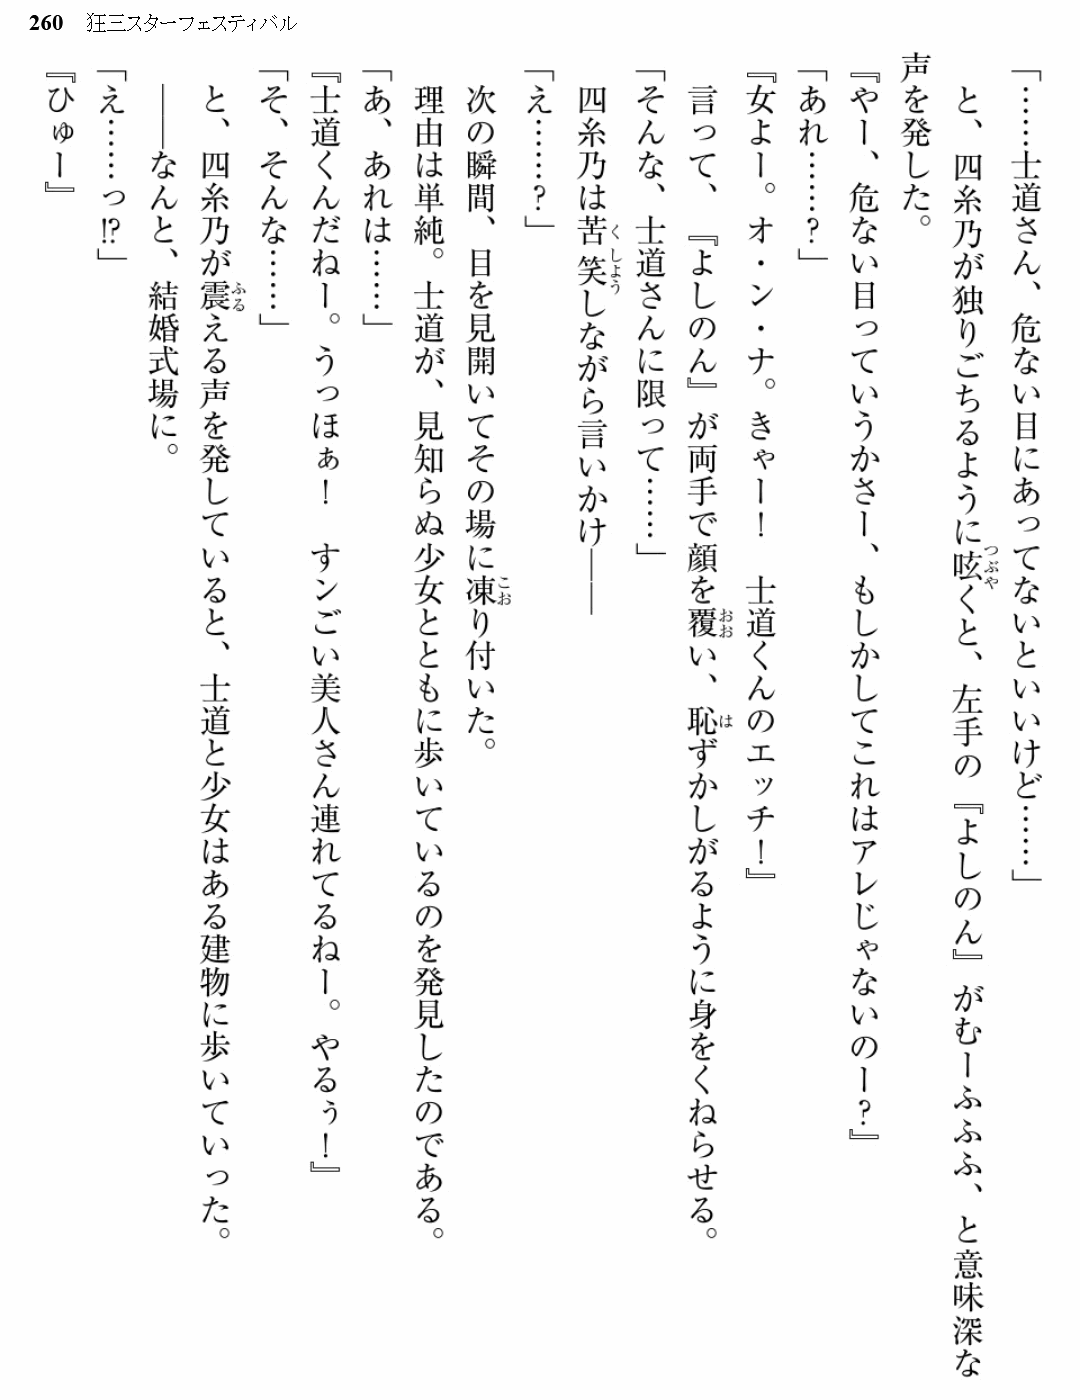 260 狂三スターフェスティバル
「……士道さん、危ない目にあってないといいけど……」
と、四糸乃が独りごちるように呟くと、左手の『よしのん』がむーふふふ、と意味深な
声を発した。
『やー、危ない目っていうかさー、もしかしてこれはアレじゃないのー？』
「あれ……？」
『女よー。オ・ン・ナ。きゃー！　士道くんのエッチ！』
言って、『よしのん』が両手で顔を覆い、恥ずかしがるように身をくねらせる。
「そんな、士道さんに限って……」
四糸乃は苦笑しながら言いかけ――
「え……？」
次の瞬間、目を見開いてその場に凍り付いた。
理由は単純。士道が、見知らぬ少女とともに歩いているのを発見したのである。
「あ、あれは……」
『士道くんだねー。うっほぁ！　すンごい美人さん連れてるねー。やるぅ！』
「そ、そんな……」
と、四糸乃が震える声を発していると、士道と少女はある建物に歩いていった。
――なんと、結婚式場に。
「え……っ!?」
『ひゅー』